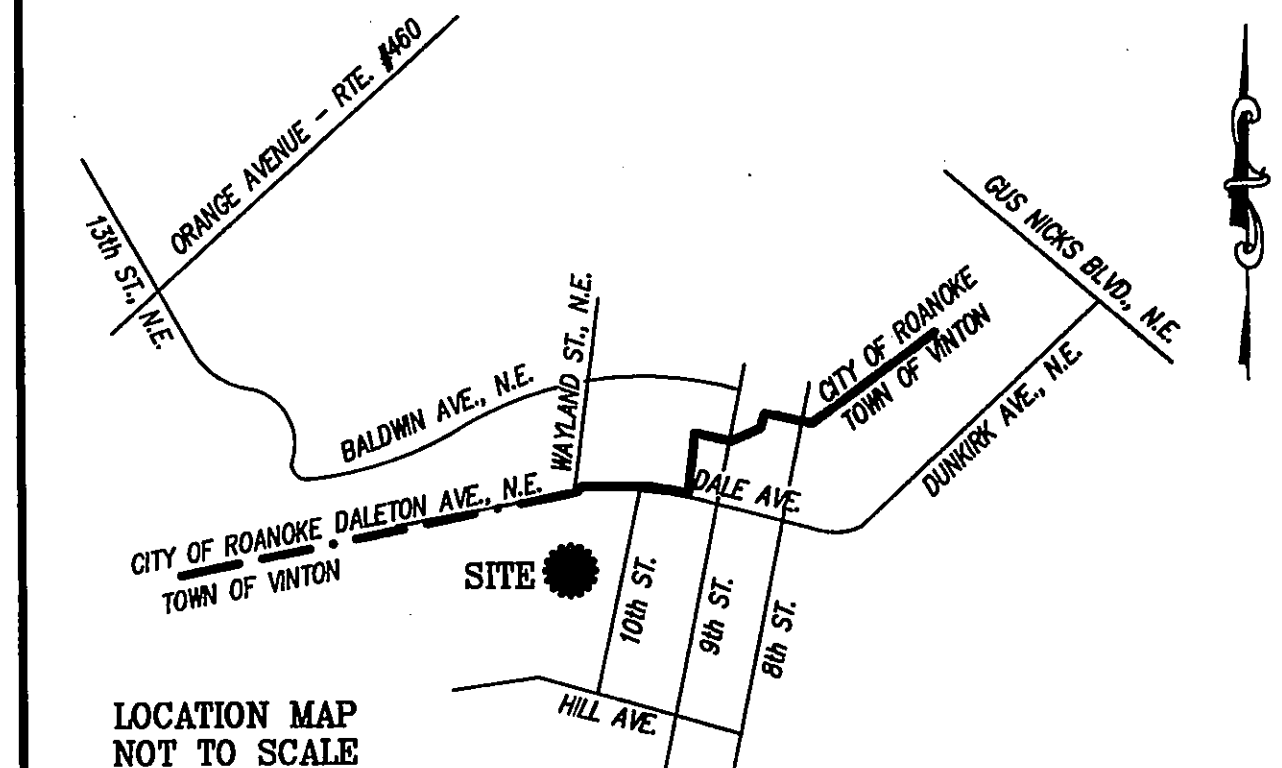 ORANGE AVENUE - RTE. #460
13th ST., N.E.
GUS NICKS BLVD., N.E.
WAYLAND ST., N.E.
CITY OF ROANOKE
TOWN OF VINTON
BALDWIN AVE., N.E.
DUNKIRK AVE., N.E.
DALE AVE.
CITY OF ROANOKE
DALETON AVE., N.E.
TOWN OF VINTON
SITE
10th ST.
9th ST.
8th ST.
HILL AVE.
LOCATION MAP
NOT TO SCALE